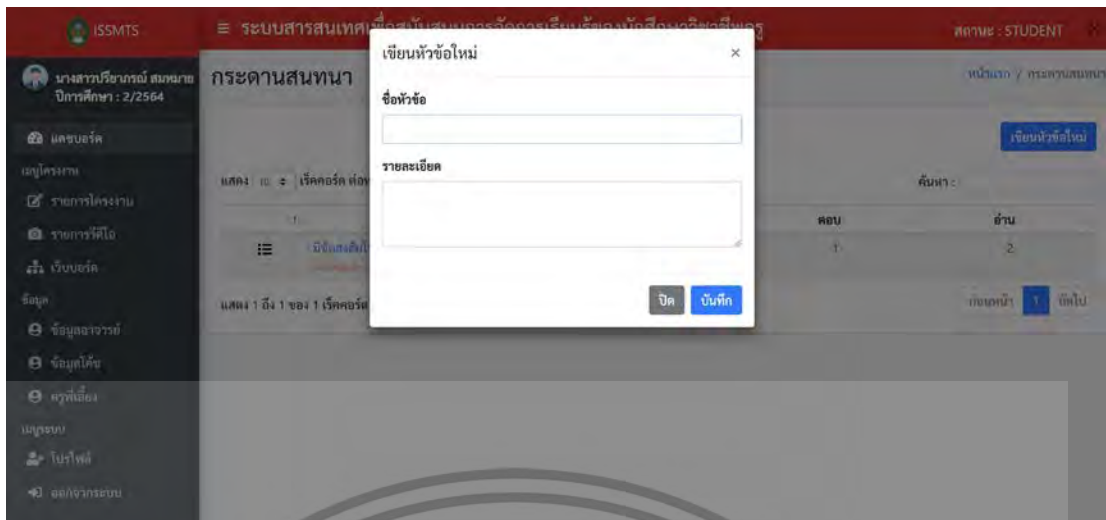 ISSMTS
≡ ระบบสารสนเทศเพื่อสนับสนุนการจัดการเรียนรู้ของนักศึกษาวิชาชีพครู
สถานะ : STUDENT
นางสาวปรียาภรณ์ สมหมาย
ปีการศึกษา : 2/2564
กระดานสนทนา
หน้าแรก / กระดานสนทนา
เขียนหัวข้อใหม่
แดชบอร์ด
เมนูโครงงาน
รายการโครงงาน
รายการวีดีโอ
เว็บบอร์ด
ข้อมูล
ข้อมูลอาจารย์
ข้อมูลโค้ช
ครูพี่เลี้ยง
เมนูระบบ
โปรไฟล์
ออกจากระบบ
เขียนหัวข้อใหม่ ×
ชื่อหัวข้อ
รายละเอียด
ปิด บันทึก
แสดง 10 เร็คคอร์ด
ค้นหา :
ตอบ อ่าน
1 2
แสดง 1 ถึง 1 ของ 1 เร็คคอร์ด
ก่อนหน้า 1 ถัดไป